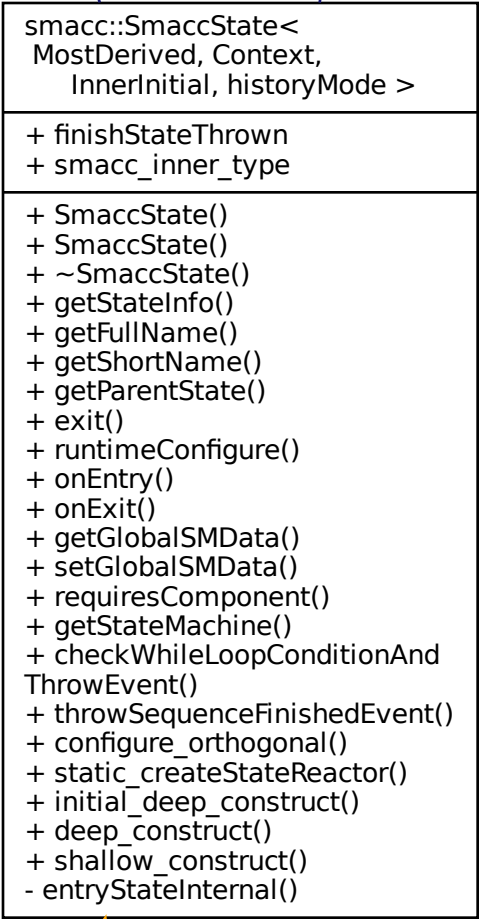 smacc::SmaccState<
MostDerived, Context,
InnerInitial, historyMode >
+ finishStateThrown
+ smacc_inner_type
+ SmaccState()
+ SmaccState()
+ ~SmaccState()
+ getStateInfo()
+ getFullName()
+ getShortName()
+ getParentState()
+ exit()
+ runtimeConfigure()
+ onEntry()
+ onExit()
+ getGlobalSMData()
+ setGlobalSMData()
+ requiresComponent()
+ getStateMachine()
+ checkWhileLoopConditionAnd
ThrowEvent()
+ throwSequenceFinishedEvent()
+ configure_orthogonal()
+ static_createStateReactor()
+ initial_deep_construct()
+ deep_construct()
+ shallow_construct()
- entryStateInternal()